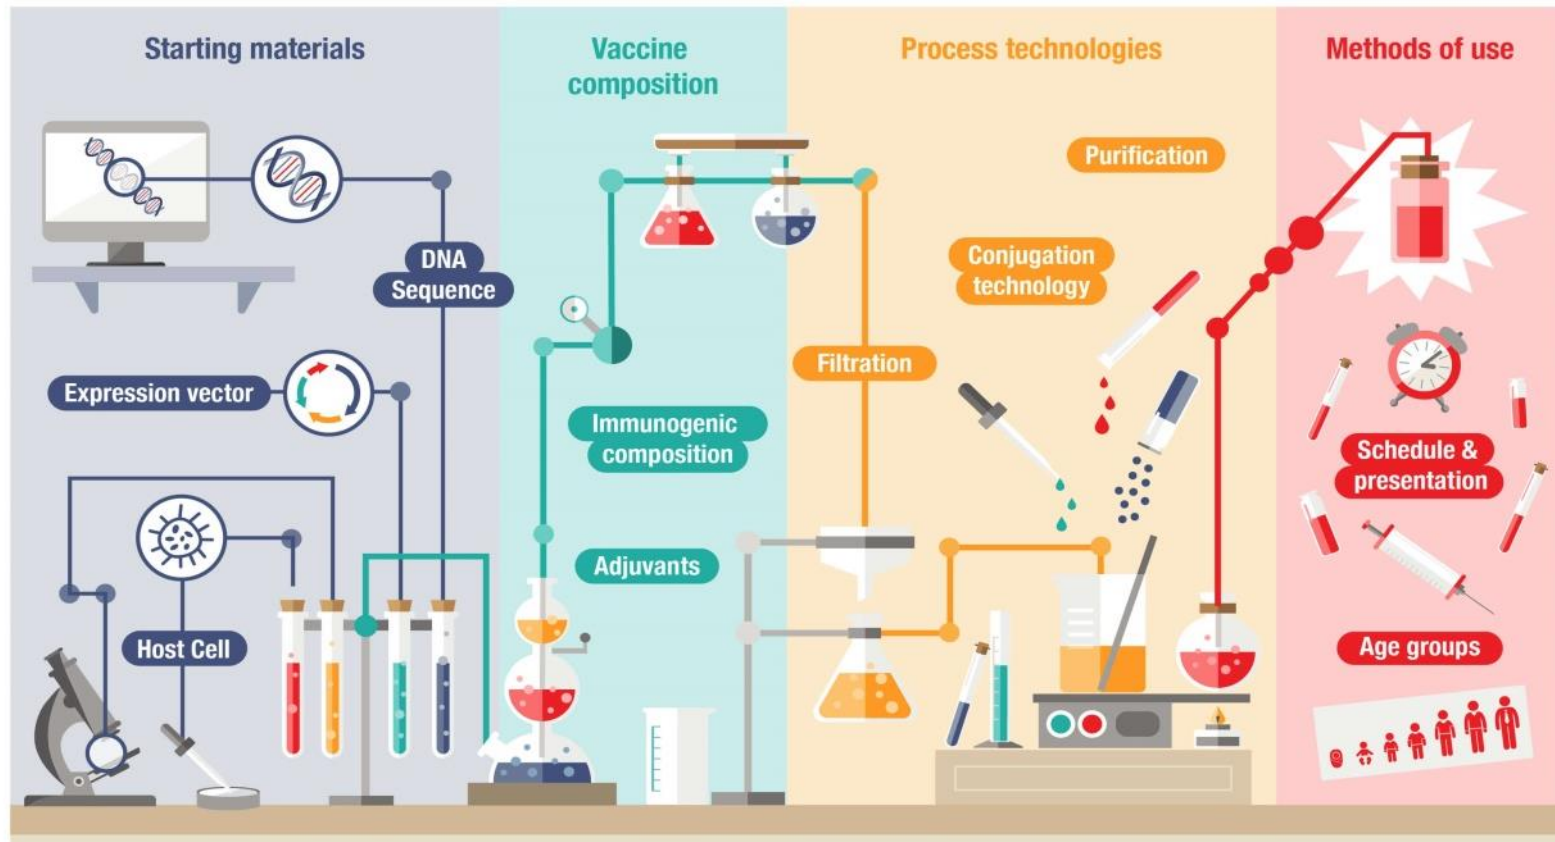 Starting materials
DNA
Sequence
Expression vector
Host Cell
Vaccine
composition
Immunogenic
composition
Adjuvants
Process technologies
Purification
Conjugation
technology
Filtration
Methods of use
Schedule &
presentation
Age groups